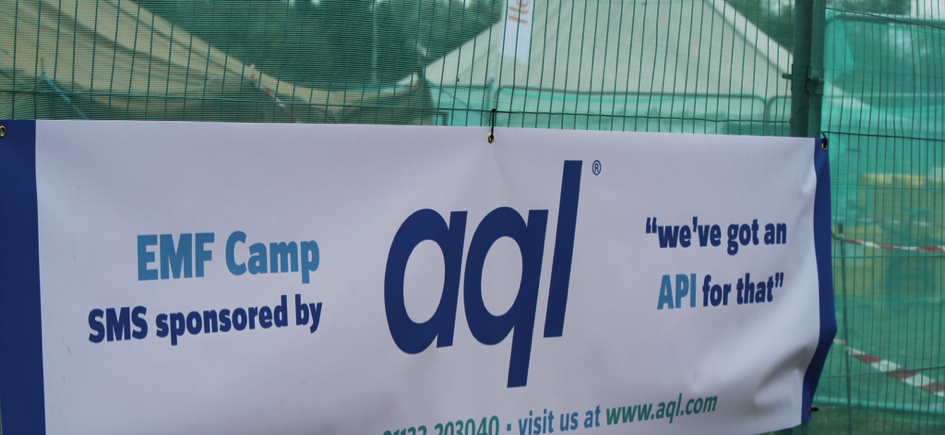 EMF Camp
SMS sponsored by
aql®
“we've got an
API for that”
203040 · visit us at www.aql.com